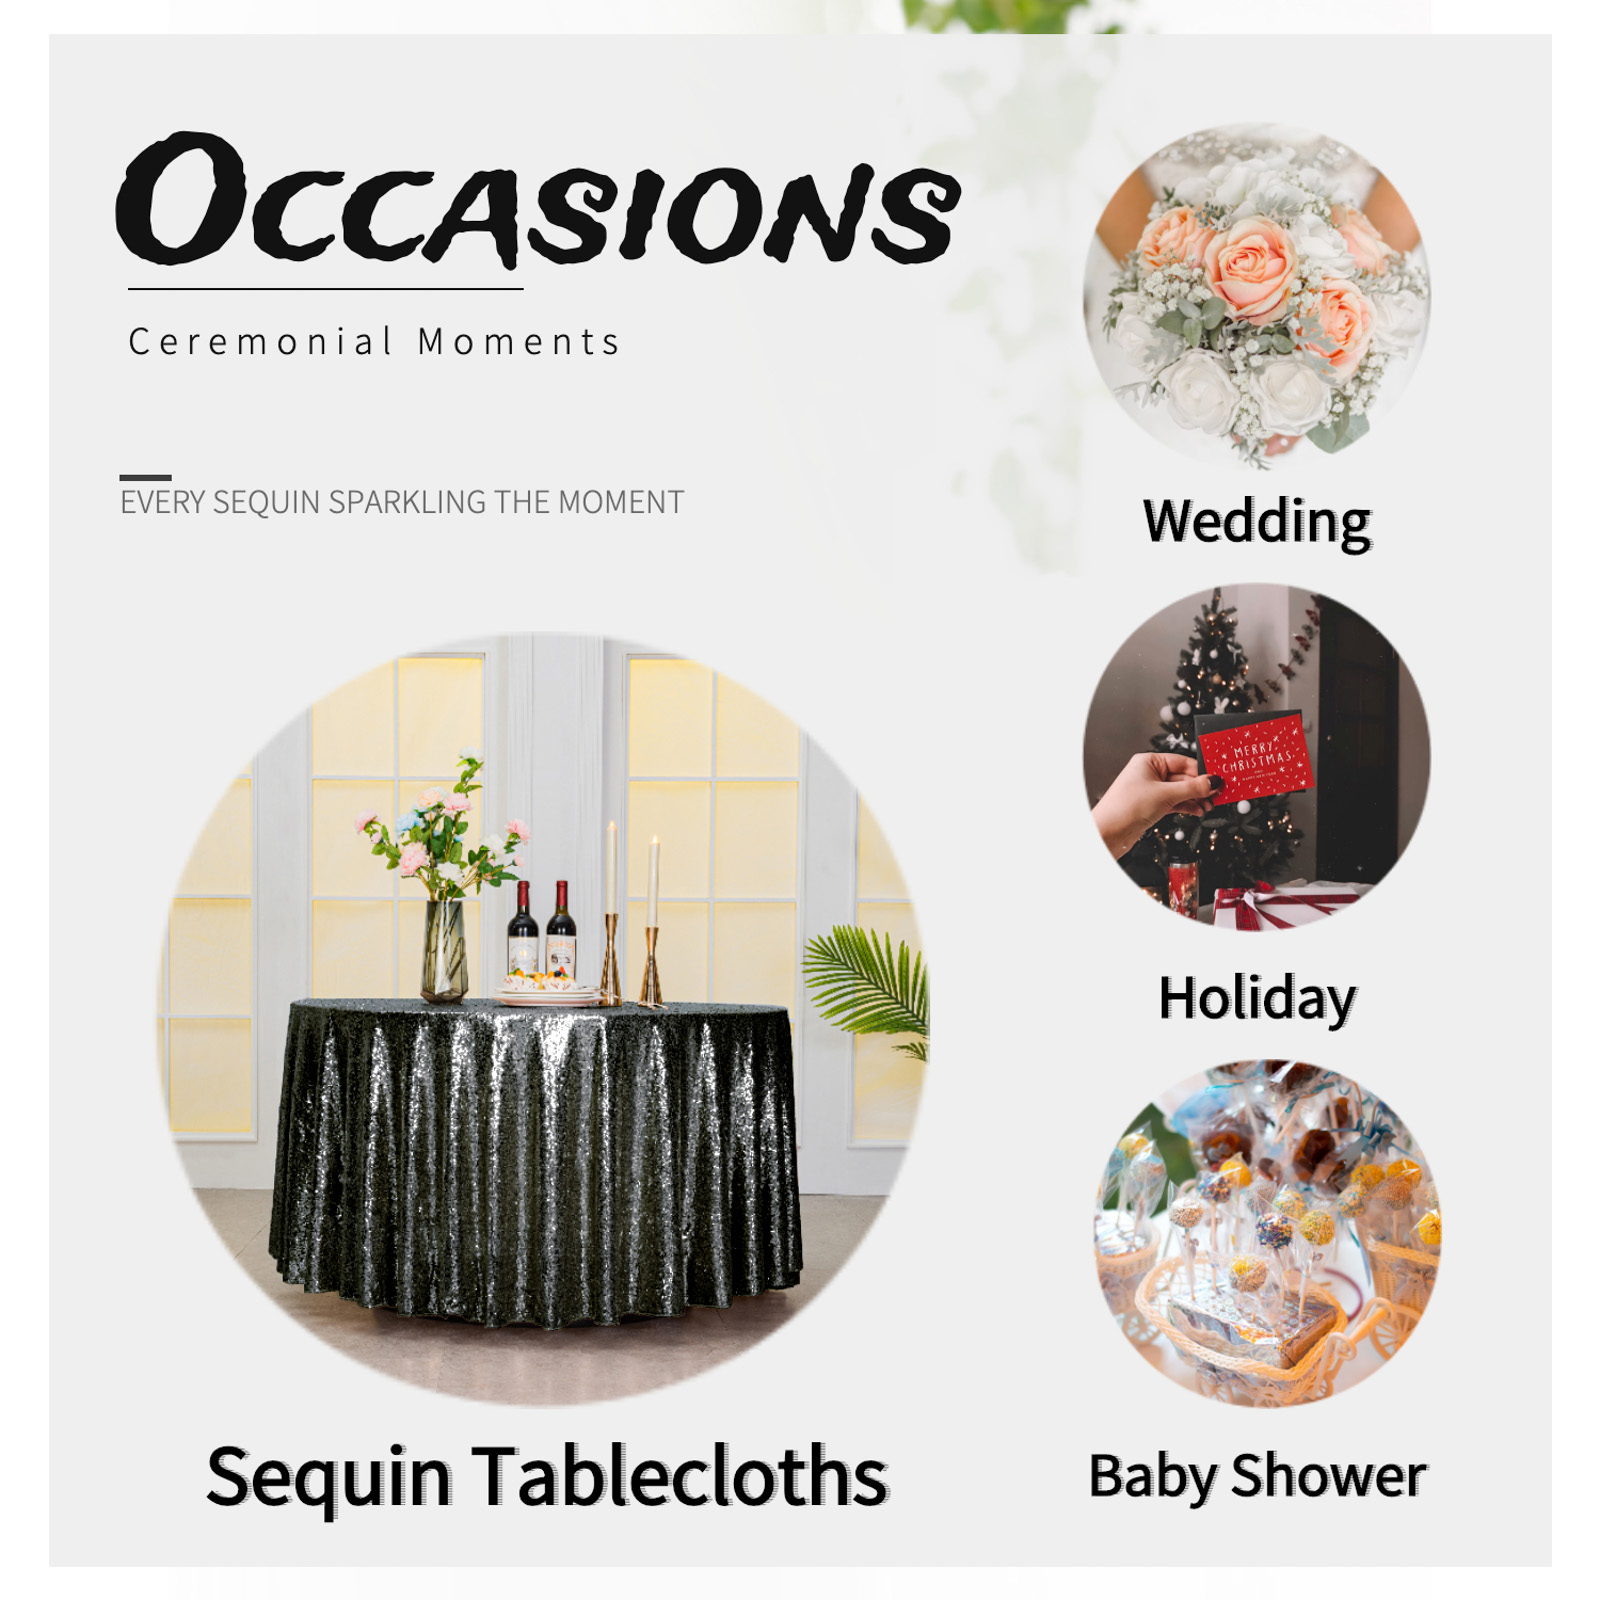 OCCASIONS
Ceremonial Moments
EVERY SEQUIN SPARKLING THE MOMENT
Wedding
MERRY
CHRISTMAS
Holiday
Sequin Tablecloths
Baby Shower